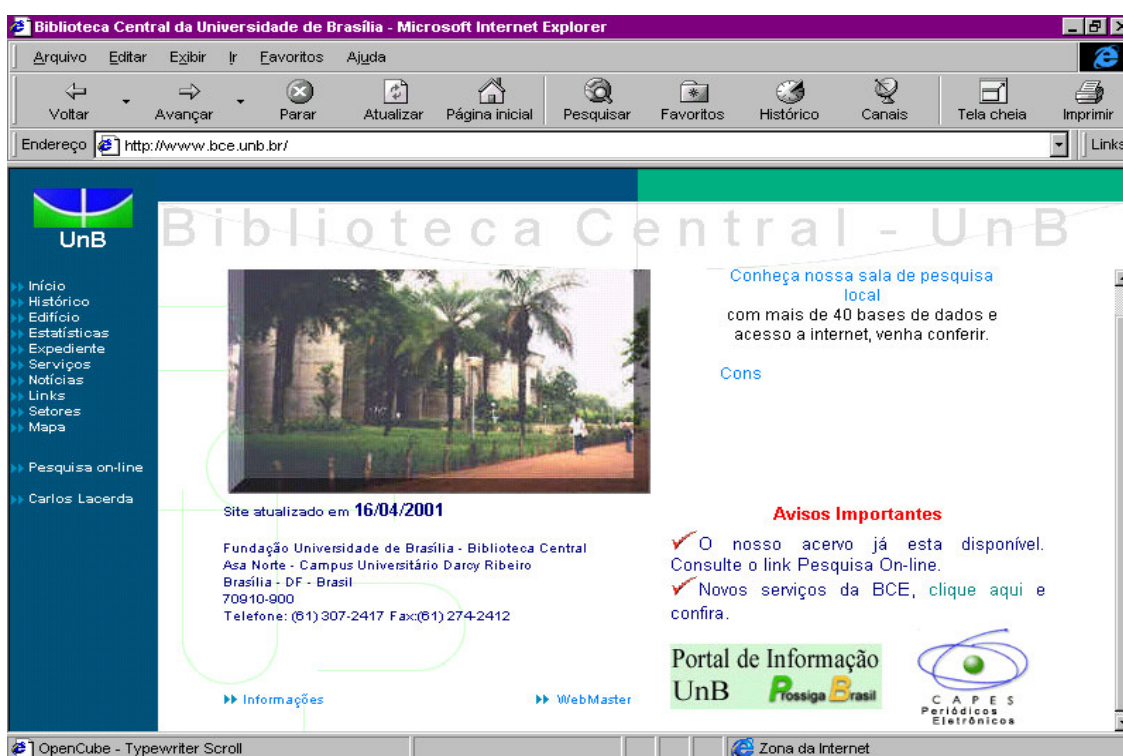 Biblioteca Central da Universidade de Brasília - Microsoft Internet Explorer
Arquivo Editar Exibir Ir Favoritos Ajuda
Voltar Avançar Parar Atualizar Página inicial Pesquisar Favoritos Histórico Canais Tela cheia Imprimir
Endereço http://www.bce.unb.br/ Links
UnB
Biblioteca Central - UnB
Início
Histórico
Edifício
Estatísticas
Expediente
Serviços
Notícias
Links
Setores
Mapa
Pesquisa on-line
Carlos Lacerda
Conheça nossa sala de pesquisa
local
com mais de 40 bases de dados e
acesso a internet, venha conferir.
Cons
Site atualizado em 16/04/2001
Fundação Universidade de Brasília - Biblioteca Central
Asa Norte - Campus Universitário Darcy Ribeiro
Brasília - DF - Brasil
70910-900
Telefone: (61) 307-2417 Fax:(61) 274-2412
Informações WebMaster
Avisos Importantes
O nosso acervo já esta disponível.
Consulte o link Pesquisa On-line.
Novos serviços da BCE, clique aqui e
confira.
Portal de Informação
UnB Prossiga Brasil
CAPES
Periódicos
Eletrônicos
OpenCube - Typewriter Scroll Zona da Internet